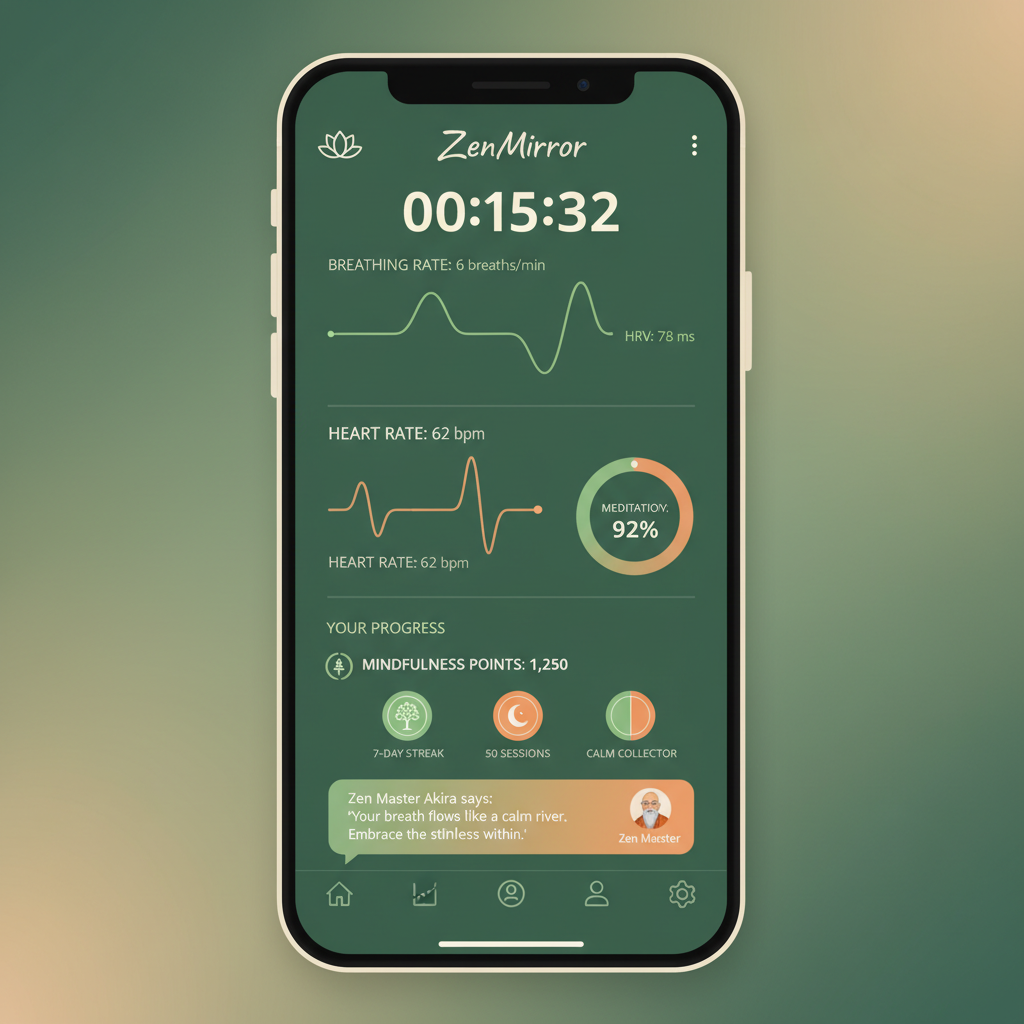 ZenMirror
00:15:32
BREATHING RATE: 6 breaths/min
HRV: 78 ms
HEART RATE: 62 bpm
MEDITATION.
92%
HEART RATE: 62 bpm
YOUR PROGRESS
MINDFULNESS POINTS: 1,250
7-DAY STREAK
50 SESSIONS
CALM COLLECTOR
Zen Master Akira says:
"Your breath flows like a calm river.
Embrace the stinless within.'
Zen Marster